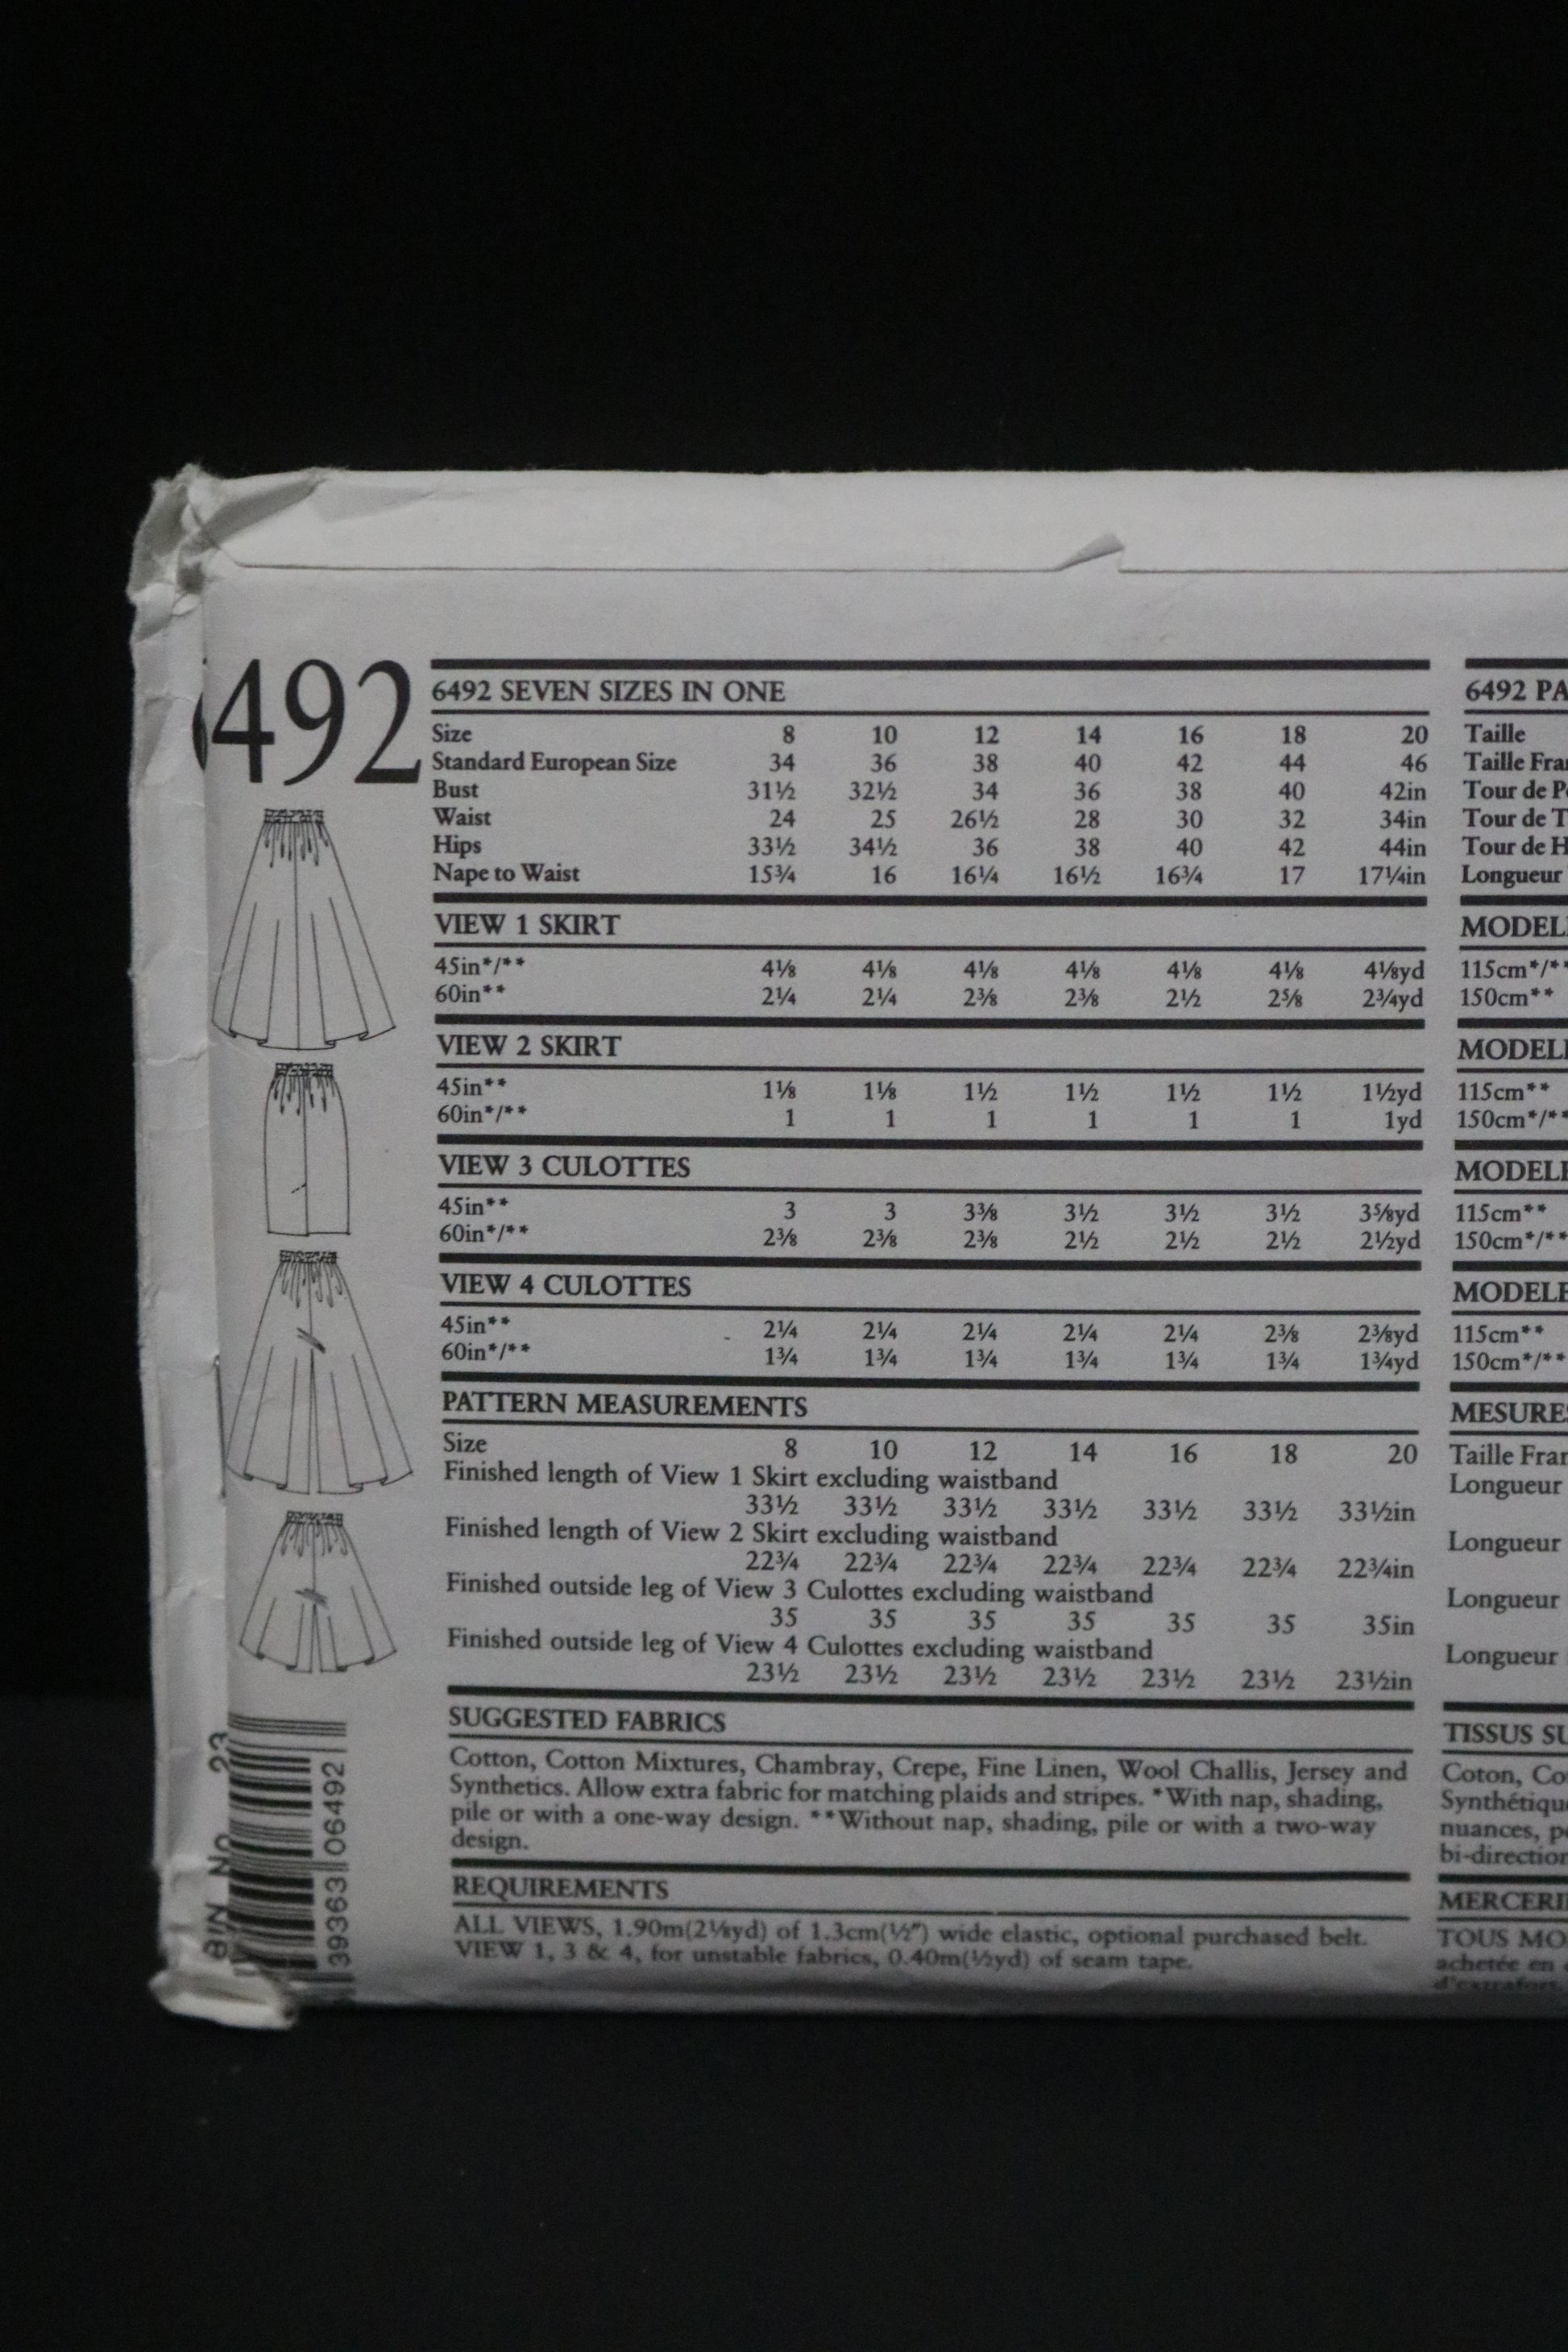 492
6492 SEVEN SIZES IN ONE
Size 8 10 12 14 16 18 20
Standard European Size 34 36 38 40 42 44 46
Bust 31½ 32½ 34 36 38 40 42in
Waist 24 25 26½ 28 30 32 34in
Hips 33½ 34½ 36 38 40 42 44in
Nape to Waist 15¾ 16 16¼ 16½ 16¾ 17 17¼in
VIEW 1 SKIRT
45in*/** 4⅛ 4⅛ 4⅛ 4⅛ 4⅛ 4⅛ 4⅛yd
60in** 2¼ 2¼ 2⅜ 2⅜ 2½ 2⅝ 2¾yd
VIEW 2 SKIRT
45in** 1⅛ 1⅛ 1½ 1½ 1½ 1½ 1½yd
60in*/** 1 1 1 1 1 1 1yd
VIEW 3 CULOTTES
45in** 3 3 3⅜ 3½ 3½ 3½ 3⅝yd
60in*/** 2⅜ 2⅜ 2⅜ 2½ 2½ 2½ 2½yd
VIEW 4 CULOTTES
45in** 2¼ 2¼ 2¼ 2¼ 2¼ 2⅜ 2⅜yd
60in*/** 1¾ 1¾ 1¾ 1¾ 1¾ 1¾ 1¾yd
PATTERN MEASUREMENTS
Size 8 10 12 14 16 18 20
Finished length of View 1 Skirt excluding waistband
33½ 33½ 33½ 33½ 33½ 33½ 33½in
Finished length of View 2 Skirt excluding waistband
22¾ 22¾ 22¾ 22¾ 22¾ 22¾ 22¾in
Finished outside leg of View 3 Culottes excluding waistband
35 35 35 35 35 35 35in
Finished outside leg of View 4 Culottes excluding waistband
23½ 23½ 23½ 23½ 23½ 23½ 23½in
SUGGESTED FABRICS
Cotton, Cotton Mixtures, Chambray, Crepe, Fine Linen, Wool Challis, Jersey and
Synthetics. Allow extra fabric for matching plaids and stripes. *With nap, shading,
pile or with a one-way design. **Without nap, shading, pile or with a two-way
design.
REQUIREMENTS
ALL VIEWS, 1.90m(2⅛yd) of 1.3cm(½") wide elastic, optional purchased belt.
VIEW 1, 3 & 4, for unstable fabrics, 0.40m(½yd) of seam tape.
6492 PA
Taille
Taille Fra
Tour de P
Tour de T
Tour de H
Longueur
MODEL
115cm*/**
150cm**
MODEL
115cm**
150cm*/**
MODELE
115cm**
150cm*/**
MODELE
115cm**
150cm*/**
MESURES
Taille Fran
Longueur
Longueur
Longueur
Longueur
TISSUS SU
Coton, Co
Synthétiqu
nuances, p
bi-direction
MERCERI
TOUS MO
achetée en
d'extrafort.
39363 06492
BIN NO 23